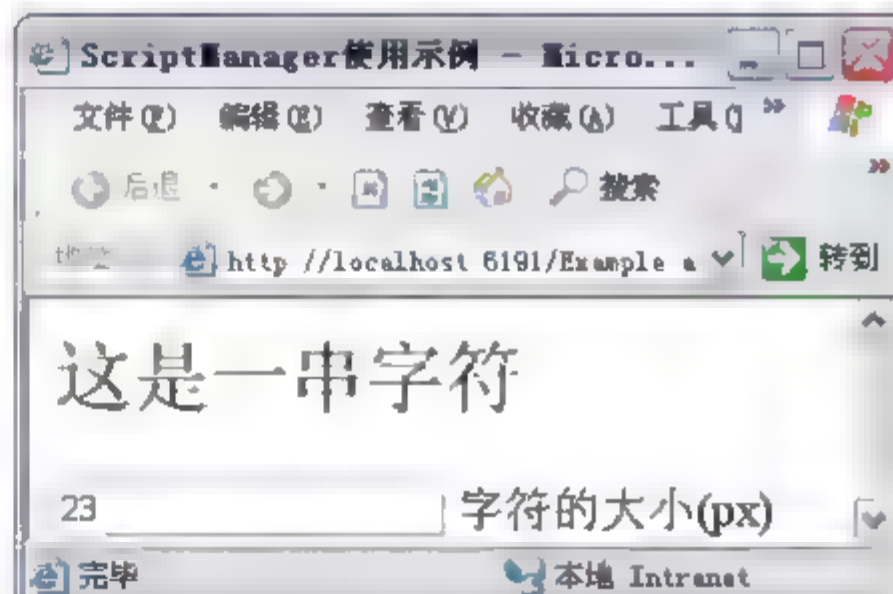 ScriptManager使用示例 - Micro...
文件(F) 编辑(E) 查看(V) 收藏(A) 工具(
后退 搜索
http //localhost 6191/Example a 转到
这是一串字符
23 字符的大小(px)
完毕 本地 Intranet